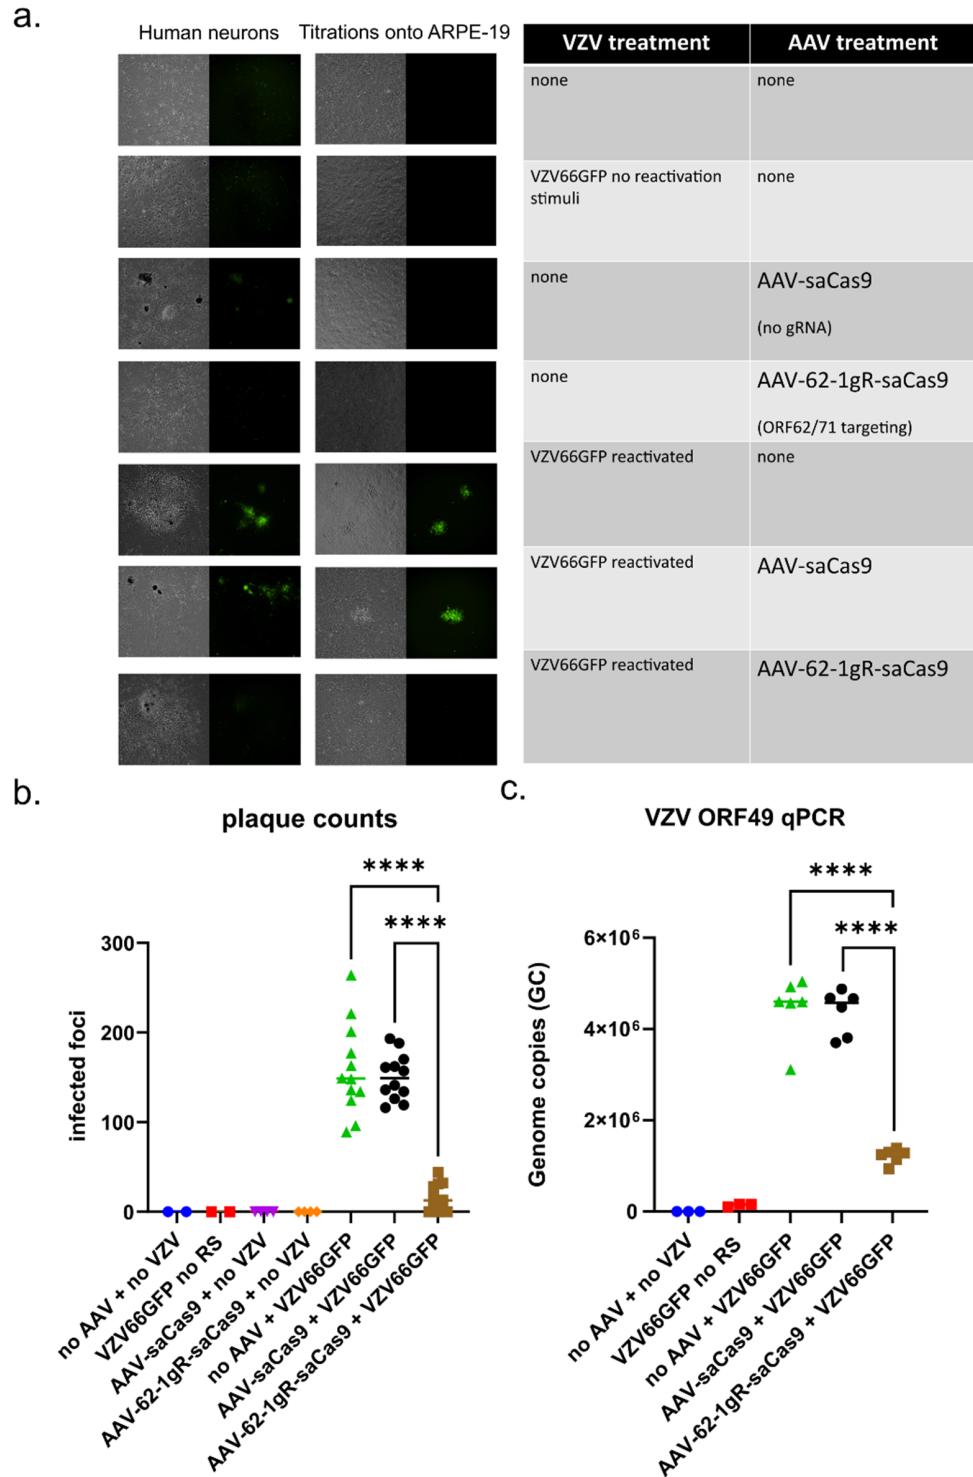 a.
Human neurons
Titrations onto ARPE-19
VZV treatment
AAV treatment
none
none
VZV66GFP no reactivation
stimuli
none
none
AAV-saCas9
(no gRNA)
none
AAV-62-1gR-saCas9
(ORF62/71 targeting)
VZV66GFP reactivated
none
VZV66GFP reactivated
AAV-saCas9
VZV66GFP reactivated
AAV-62-1gR-saCas9
b.
plaque counts
****
****
300
200
100
0
infected foci
no AAV + no VZV
VZV66GFP no RS
AAV-saCas9 + no VZV
AAV-62-1gR-saCas9 + no VZV
no AAV + VZV66GFP
AAV-saCas9 + VZV66GFP
AAV-62-1gR-saCas9 + VZV66GFP
c.
VZV ORF49 qPCR
****
****
6×10⁶
4×10⁶
2×10⁶
0
Genome copies (GC)
no AAV + no VZV
VZV66GFP no RS
no AAV + VZV66GFP
AAV-saCas9 + VZV66GFP
AAV-62-1gR-saCas9 + VZV66GFP